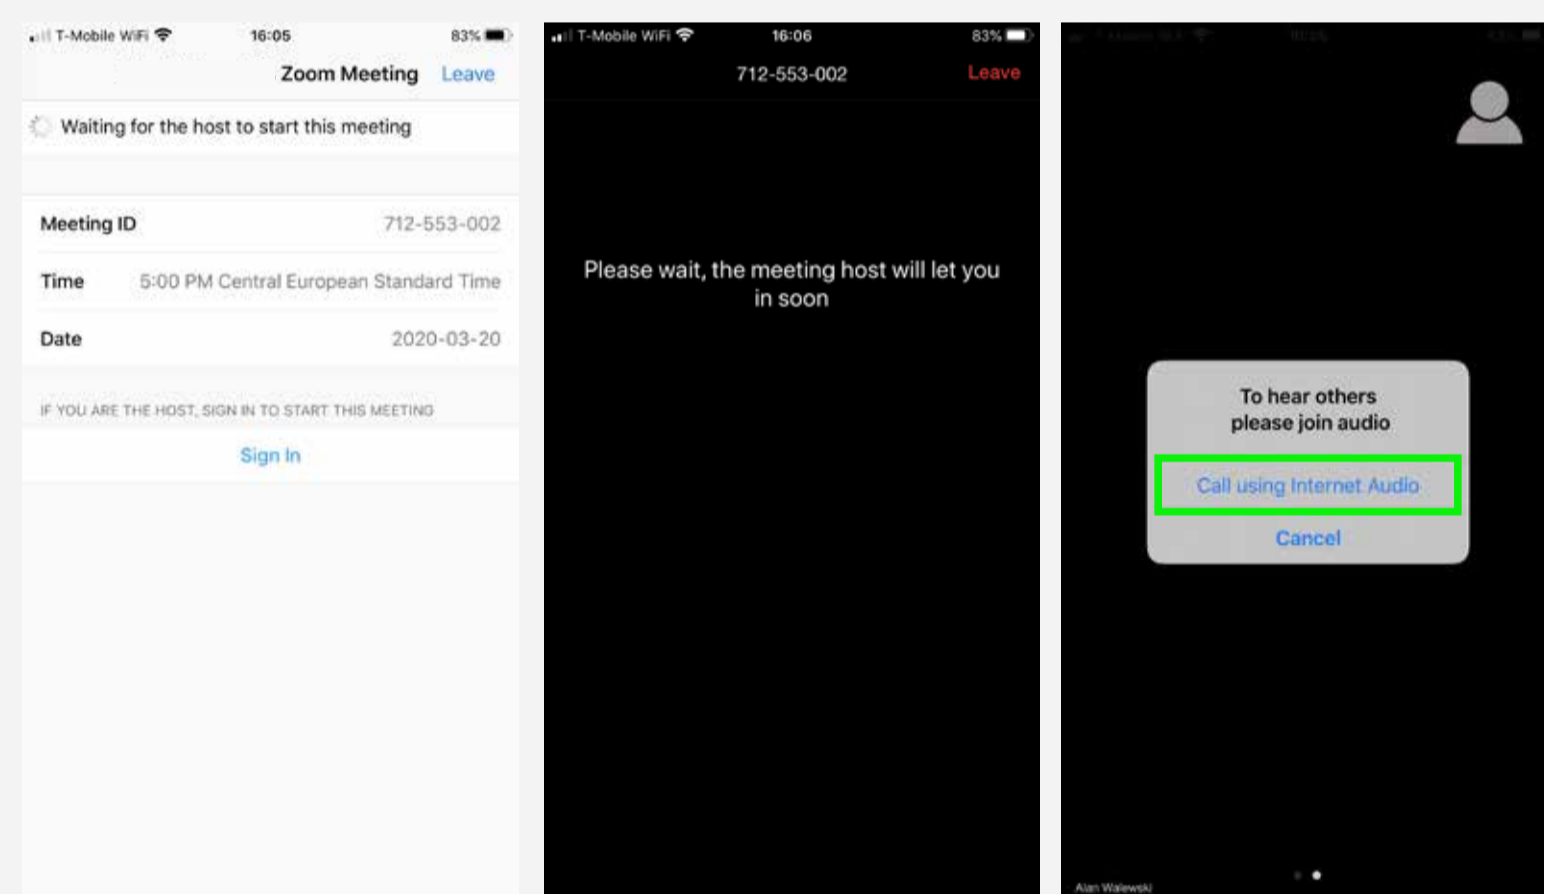 T-Mobile WiFi 16:05 83%
Zoom Meeting Leave
Waiting for the host to start this meeting
Meeting ID 712-553-002
Time 5:00 PM Central European Standard Time
Date 2020-03-20
IF YOU ARE THE HOST, SIGN IN TO START THIS MEETING
Sign In
T-Mobile WiFi 16:06 83%
712-553-002 Leave
Please wait, the meeting host will let you
in soon
To hear others
please join audio
Call using Internet Audio
Cancel
Alan Walewski